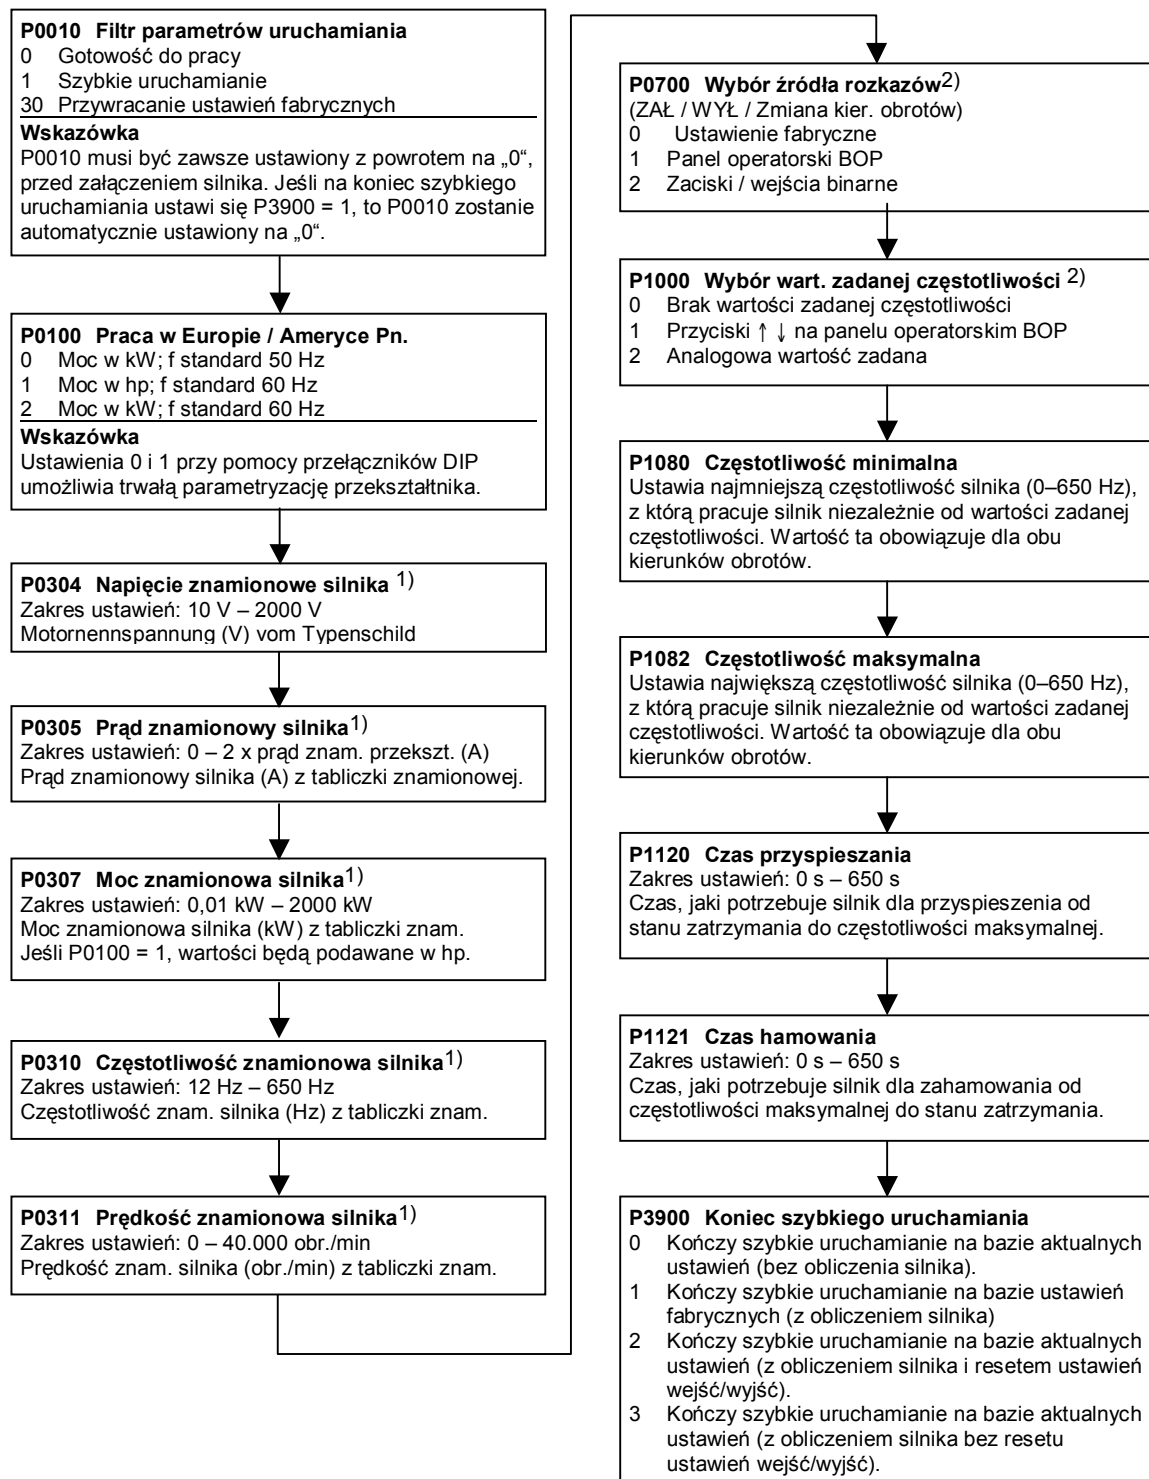 P0010 Filtr parametrów uruchamiania
0 Gotowość do pracy
1 Szybkie uruchamianie
30 Przywracanie ustawień fabrycznych
Wskazówka
P0010 musi być zawsze ustawiony z powrotem na „0“,
przed załączeniem silnika. Jeśli na koniec szybkiego
uruchamiania ustawi się P3900 = 1, to P0010 zostanie
automatycznie ustawiony na „0“.
P0100 Praca w Europie / Ameryce Pn.
0 Moc w kW; f standard 50 Hz
1 Moc w hp; f standard 60 Hz
2 Moc w kW; f standard 60 Hz
Wskazówka
Ustawienia 0 i 1 przy pomocy przełączników DIP
umożliwia trwałą parametryzację przekształtnika.
P0304 Napięcie znamionowe silnika 1)
Zakres ustawień: 10 V – 2000 V
Motornennspannung (V) vom Typenschild
P0305 Prąd znamionowy silnika1)
Zakres ustawień: 0 – 2 x prąd znam. przekszt. (A)
Prąd znamionowy silnika (A) z tabliczki znamionowej.
P0307 Moc znamionowa silnika1)
Zakres ustawień: 0,01 kW – 2000 kW
Moc znamionowa silnika (kW) z tabliczki znam.
Jeśli P0100 = 1, wartości będą podawane w hp.
P0310 Częstotliwość znamionowa silnika1)
Zakres ustawień: 12 Hz – 650 Hz
Częstotliwość znam. silnika (Hz) z tabliczki znam.
P0311 Prędkość znamionowa silnika1)
Zakres ustawień: 0 – 40.000 obr./min
Prędkość znam. silnika (obr./min) z tabliczki znam.
P0700 Wybór źródła rozkazów2)
(ZAŁ / WYŁ / Zmiana kier. obrotów)
0 Ustawienie fabryczne
1 Panel operatorski BOP
2 Zaciski / wejścia binarne
P1000 Wybór wart. zadanej częstotliwości 2)
0 Brak wartości zadanej częstotliwości
1 Przyciski ↑ ↓ na panelu operatorskim BOP
2 Analogowa wartość zadana
P1080 Częstotliwość minimalna
Ustawia najmniejszą częstotliwość silnika (0–650 Hz),
z którą pracuje silnik niezależnie od wartości zadanej
częstotliwości. Wartość ta obowiązuje dla obu
kierunków obrotów.
P1082 Częstotliwość maksymalna
Ustawia największą częstotliwość silnika (0–650 Hz),
z którą pracuje silnik niezależnie od wartości zadanej
częstotliwości. Wartość ta obowiązuje dla obu
kierunków obrotów.
P1120 Czas przyspieszania
Zakres ustawień: 0 s – 650 s
Czas, jaki potrzebuje silnik dla przyspieszenia od
stanu zatrzymania do częstotliwości maksymalnej.
P1121 Czas hamowania
Zakres ustawień: 0 s – 650 s
Czas, jaki potrzebuje silnik dla zahamowania od
częstotliwości maksymalnej do stanu zatrzymania.
P3900 Koniec szybkiego uruchamiania
0 Kończy szybkie uruchamianie na bazie aktualnych
ustawień (bez obliczenia silnika).
1 Kończy szybkie uruchamianie na bazie ustawień
fabrycznych (z obliczeniem silnika)
2 Kończy szybkie uruchamianie na bazie aktualnych
ustawień (z obliczeniem silnika i resetem ustawień
wejść/wyjść).
3 Kończy szybkie uruchamianie na bazie aktualnych
ustawień (z obliczeniem silnika bez resetu
ustawień wejść/wyjść).